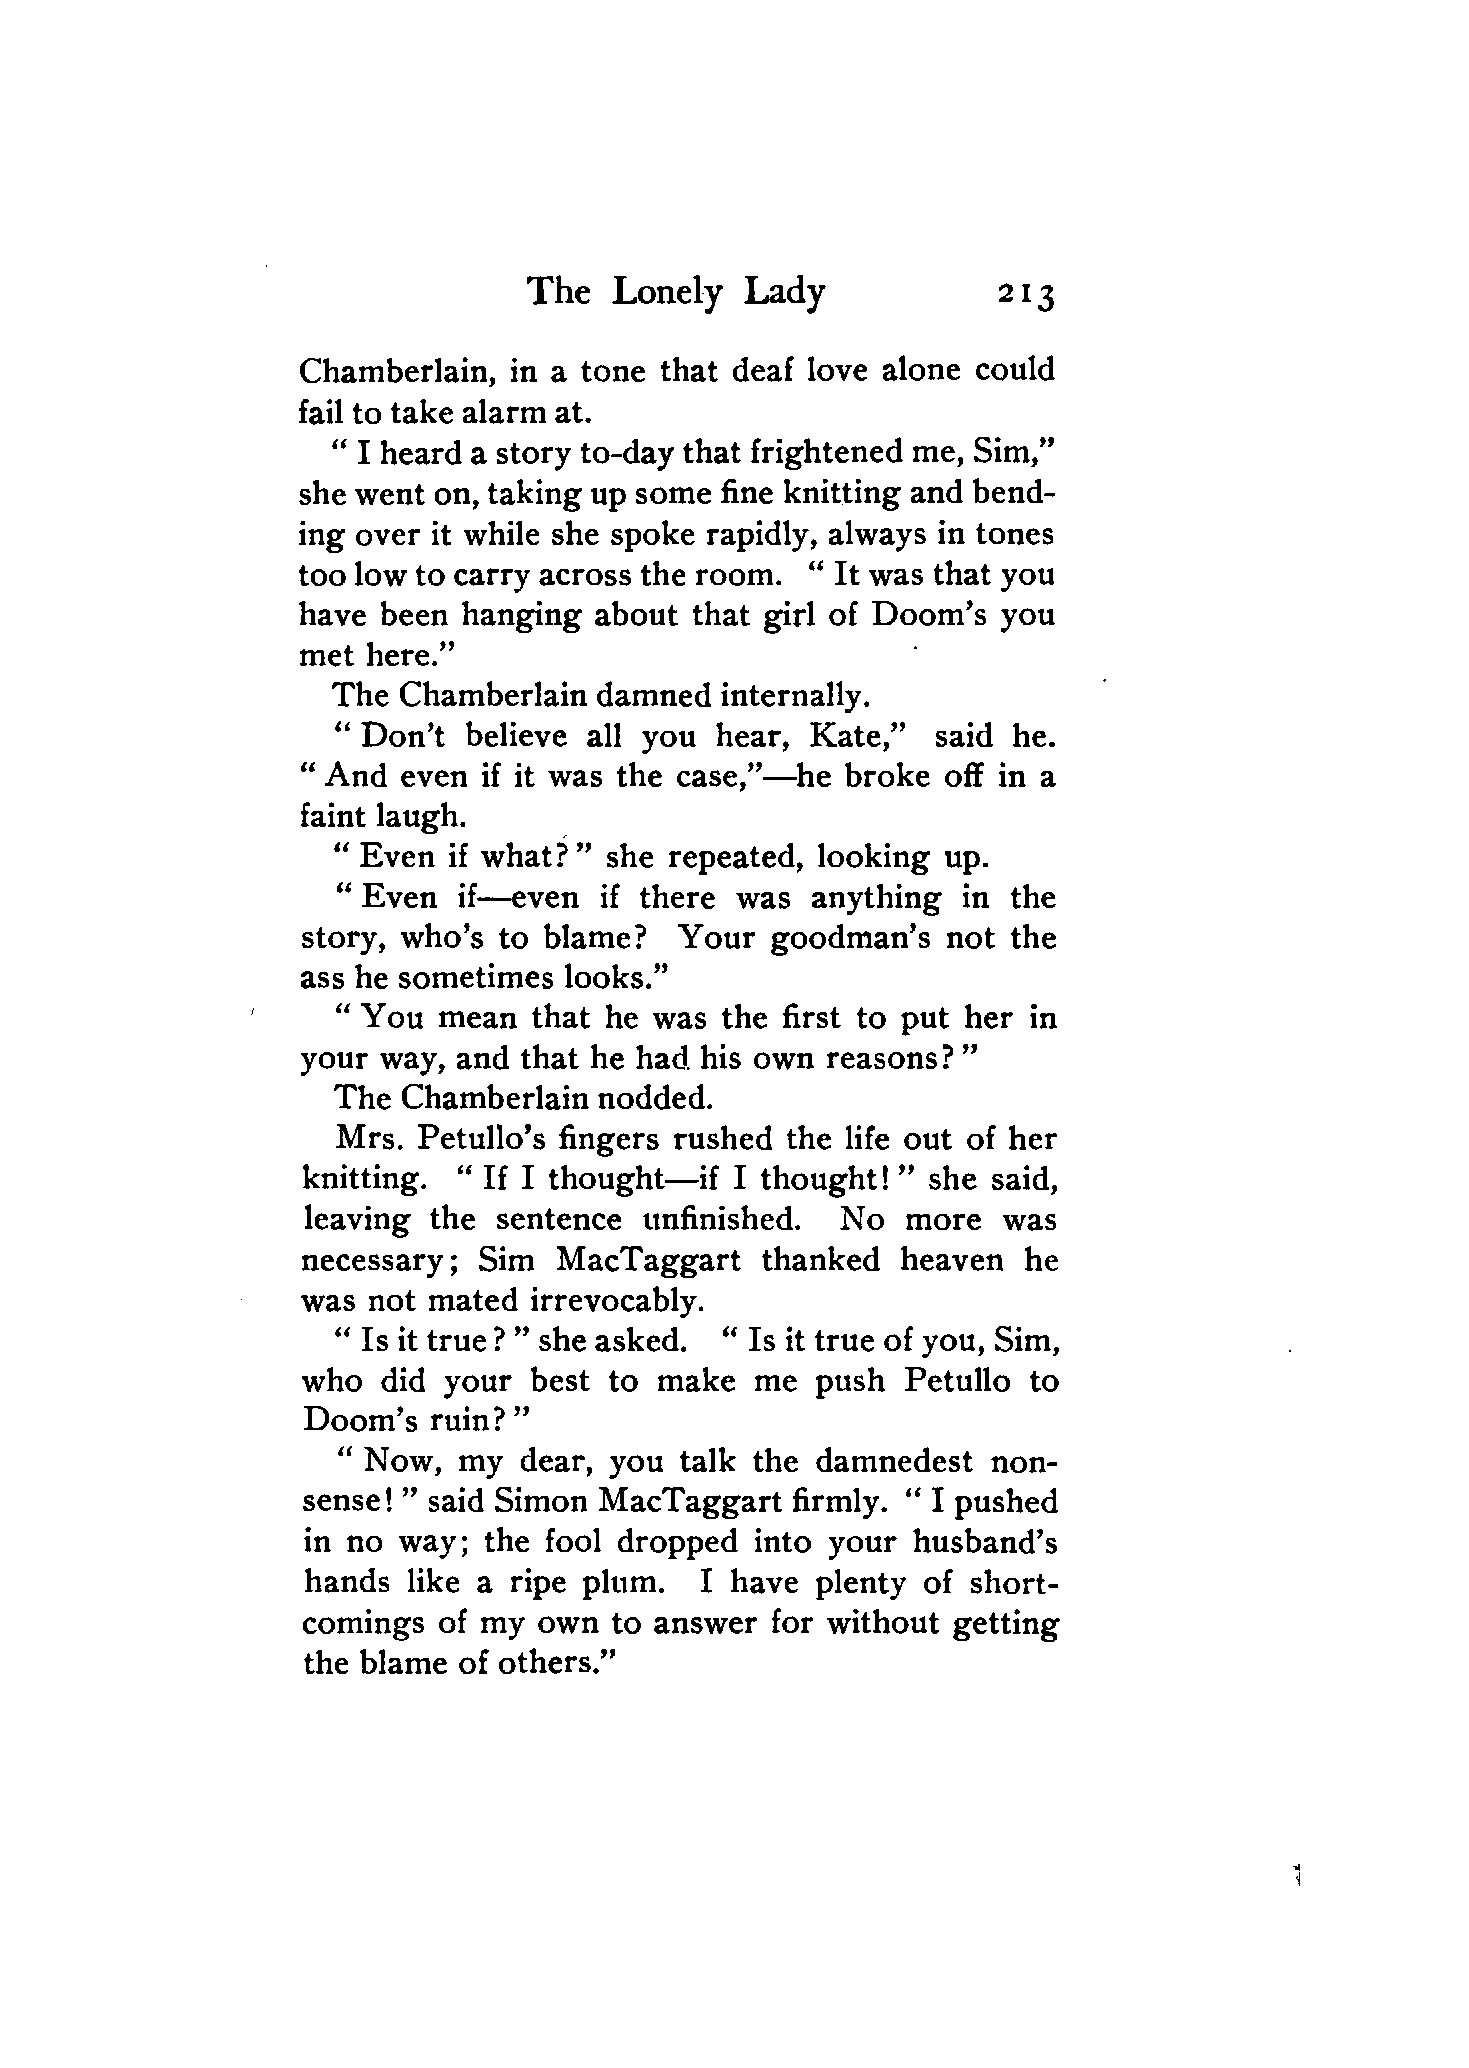 The Lonely Lady 213
Chamberlain, in a tone that deaf love alone could
fail to take alarm at.
“ I heard a story to-day that frightened me, Sim,”
she went on, taking up some fine knitting and bend-
ing over it while she spoke rapidly, always in tones
too low to carry across the room. “ It was that you
have been hanging about that girl of Doom’s you
met here.”
The Chamberlain damned internally.
“ Don’t believe all you hear, Kate,” said he.
“ And even if it was the case,”—he broke off in a
faint laugh.
“ Even if what? ” she repeated, looking up.
“ Even if—even if there was anything in the
story, who’s to blame? Your goodman’s not the
ass he sometimes looks.”
“ You mean that he was the first to put her in
your way, and that he had his own reasons? ”
The Chamberlain nodded.
Mrs. Petullo’s fingers rushed the life out of her
knitting. “ If I thought—if I thought! ” she said,
leaving the sentence unfinished. No more was
necessary; Sim MacTaggart thanked heaven he
was not mated irrevocably.
“ Is it true? ” she asked. “ Is it true of you, Sim,
who did your best to make me push Petullo to
Doom’s ruin? ”
“ Now, my dear, you talk the damnedest non-
sense! ” said Simon MacTaggart firmly. “ I pushed
in no way; the fool dropped into your husband’s
hands like a ripe plum. I have plenty of short-
comings of my own to answer for without getting
the blame of others.”